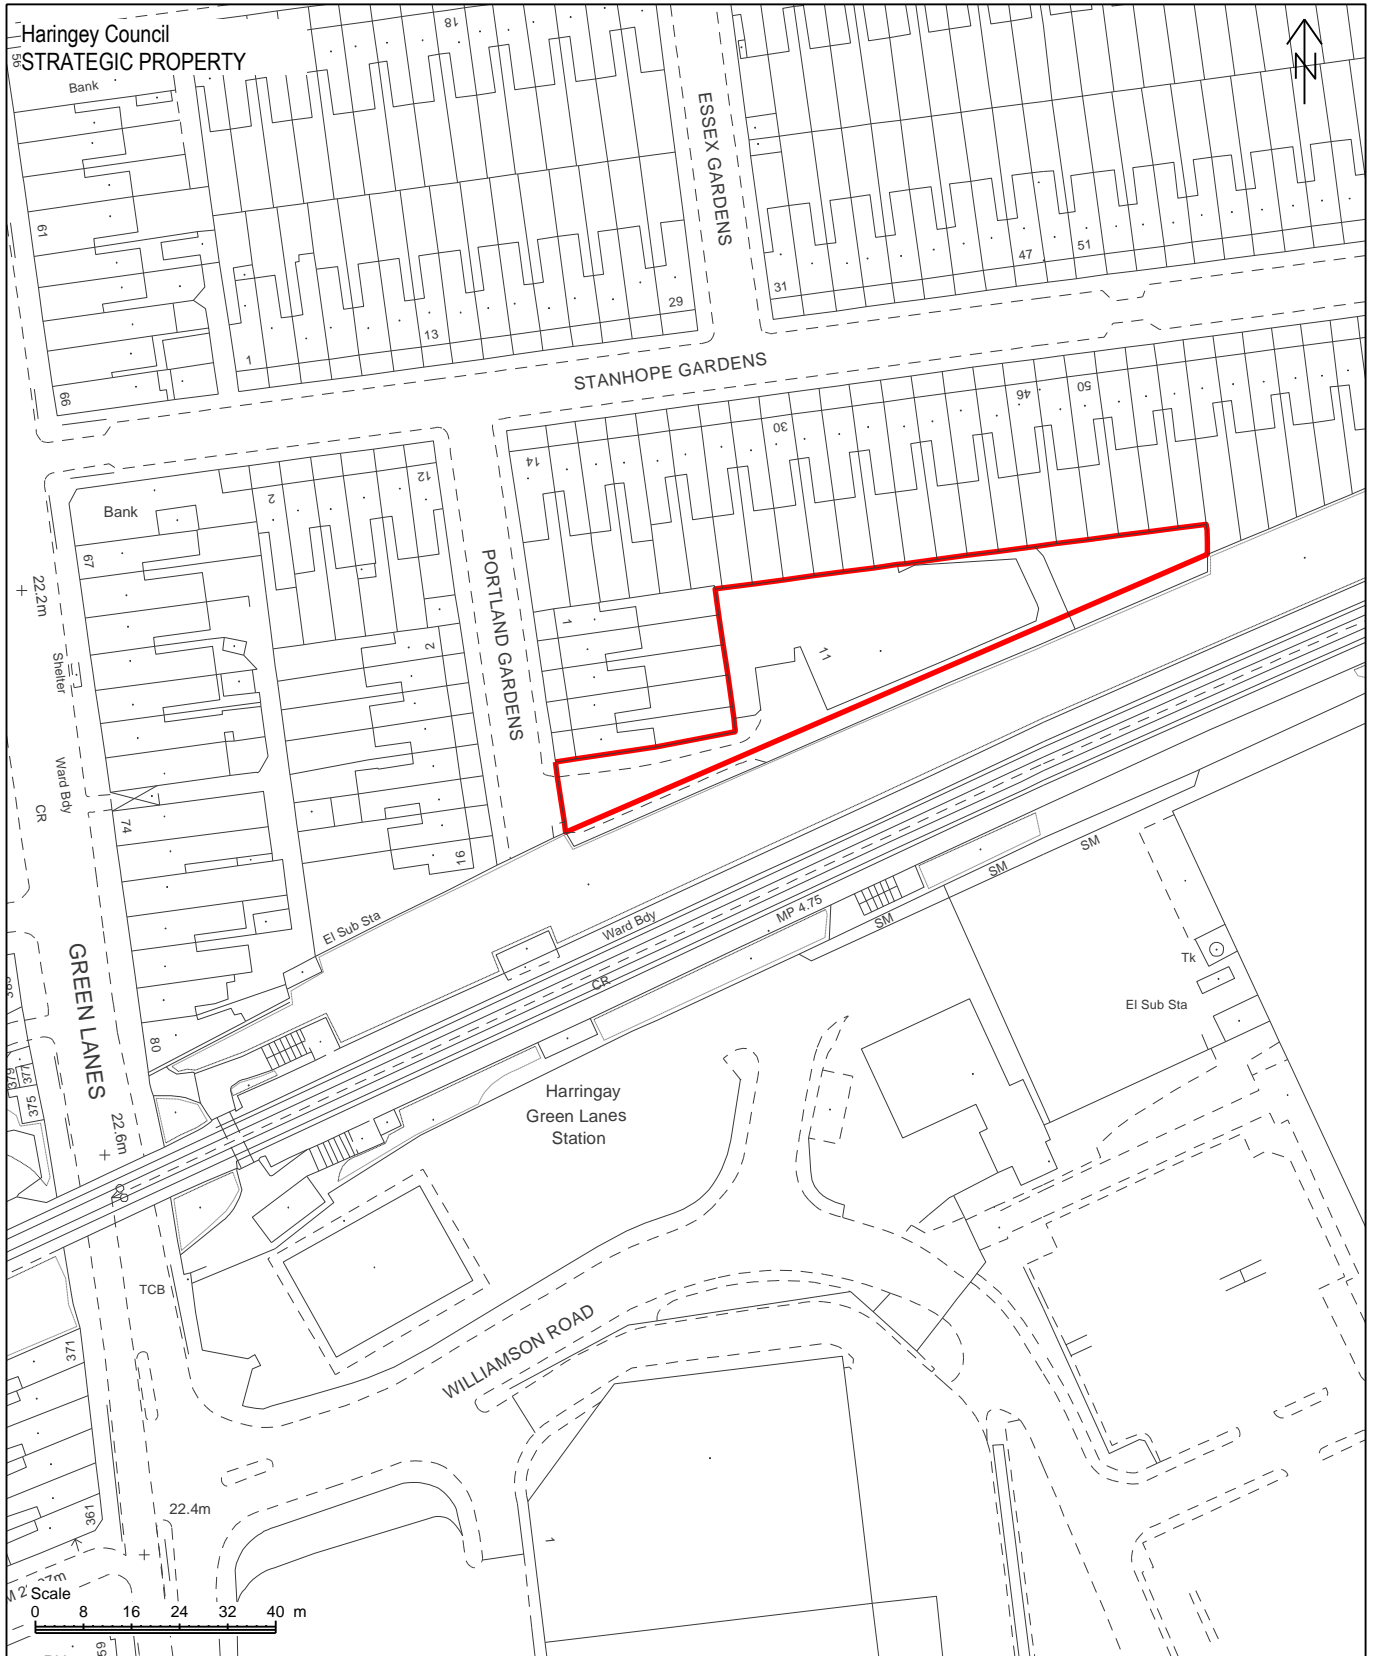 Haringey Council
STRATEGIC PROPERTY
N
56
Bank
18
ESSEX GARDENS
61
47
51
31
29
13
1
66
STANHOPE GARDENS
14
30
46
50
Bank
2
12
67
22.2m
PORTLAND GARDENS
1
2
Shelter
11
Ward Bdy
CR
74
16
El Sub Sta
Ward Bdy
MP 4.75
SM
SM
SM
CR
GREEN LANES
Tk
El Sub Sta
80
379
377
375
22.6m
Harringay
Green Lanes
Station
TCB
371
WILLIAMSON ROAD
361
22.4m
1
Scale
0 8 16 24 32 40 m